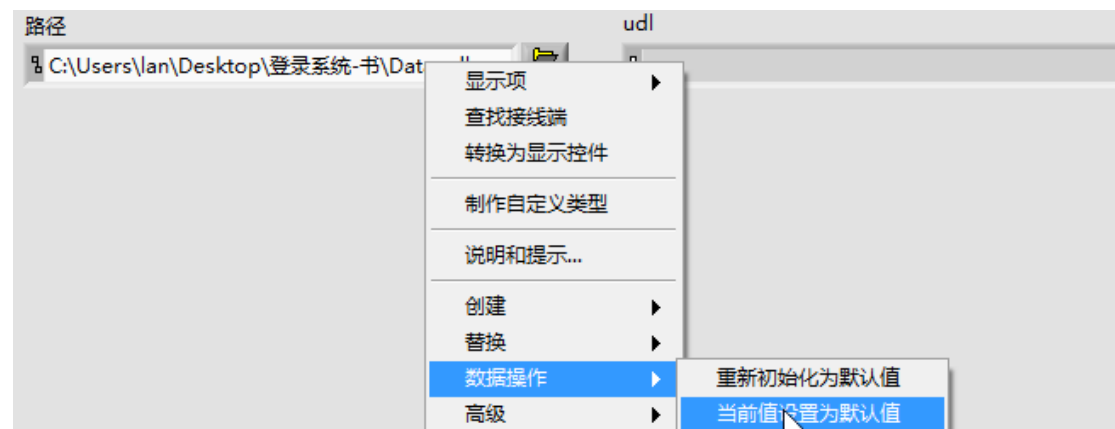 路径
udl
C:\Users\lan\Desktop\登录系统-书\Dat
显示项
查找接线端
转换为显示控件
制作自定义类型
说明和提示...
创建
替换
数据操作
重新初始化为默认值
高级
当前值设置为默认值